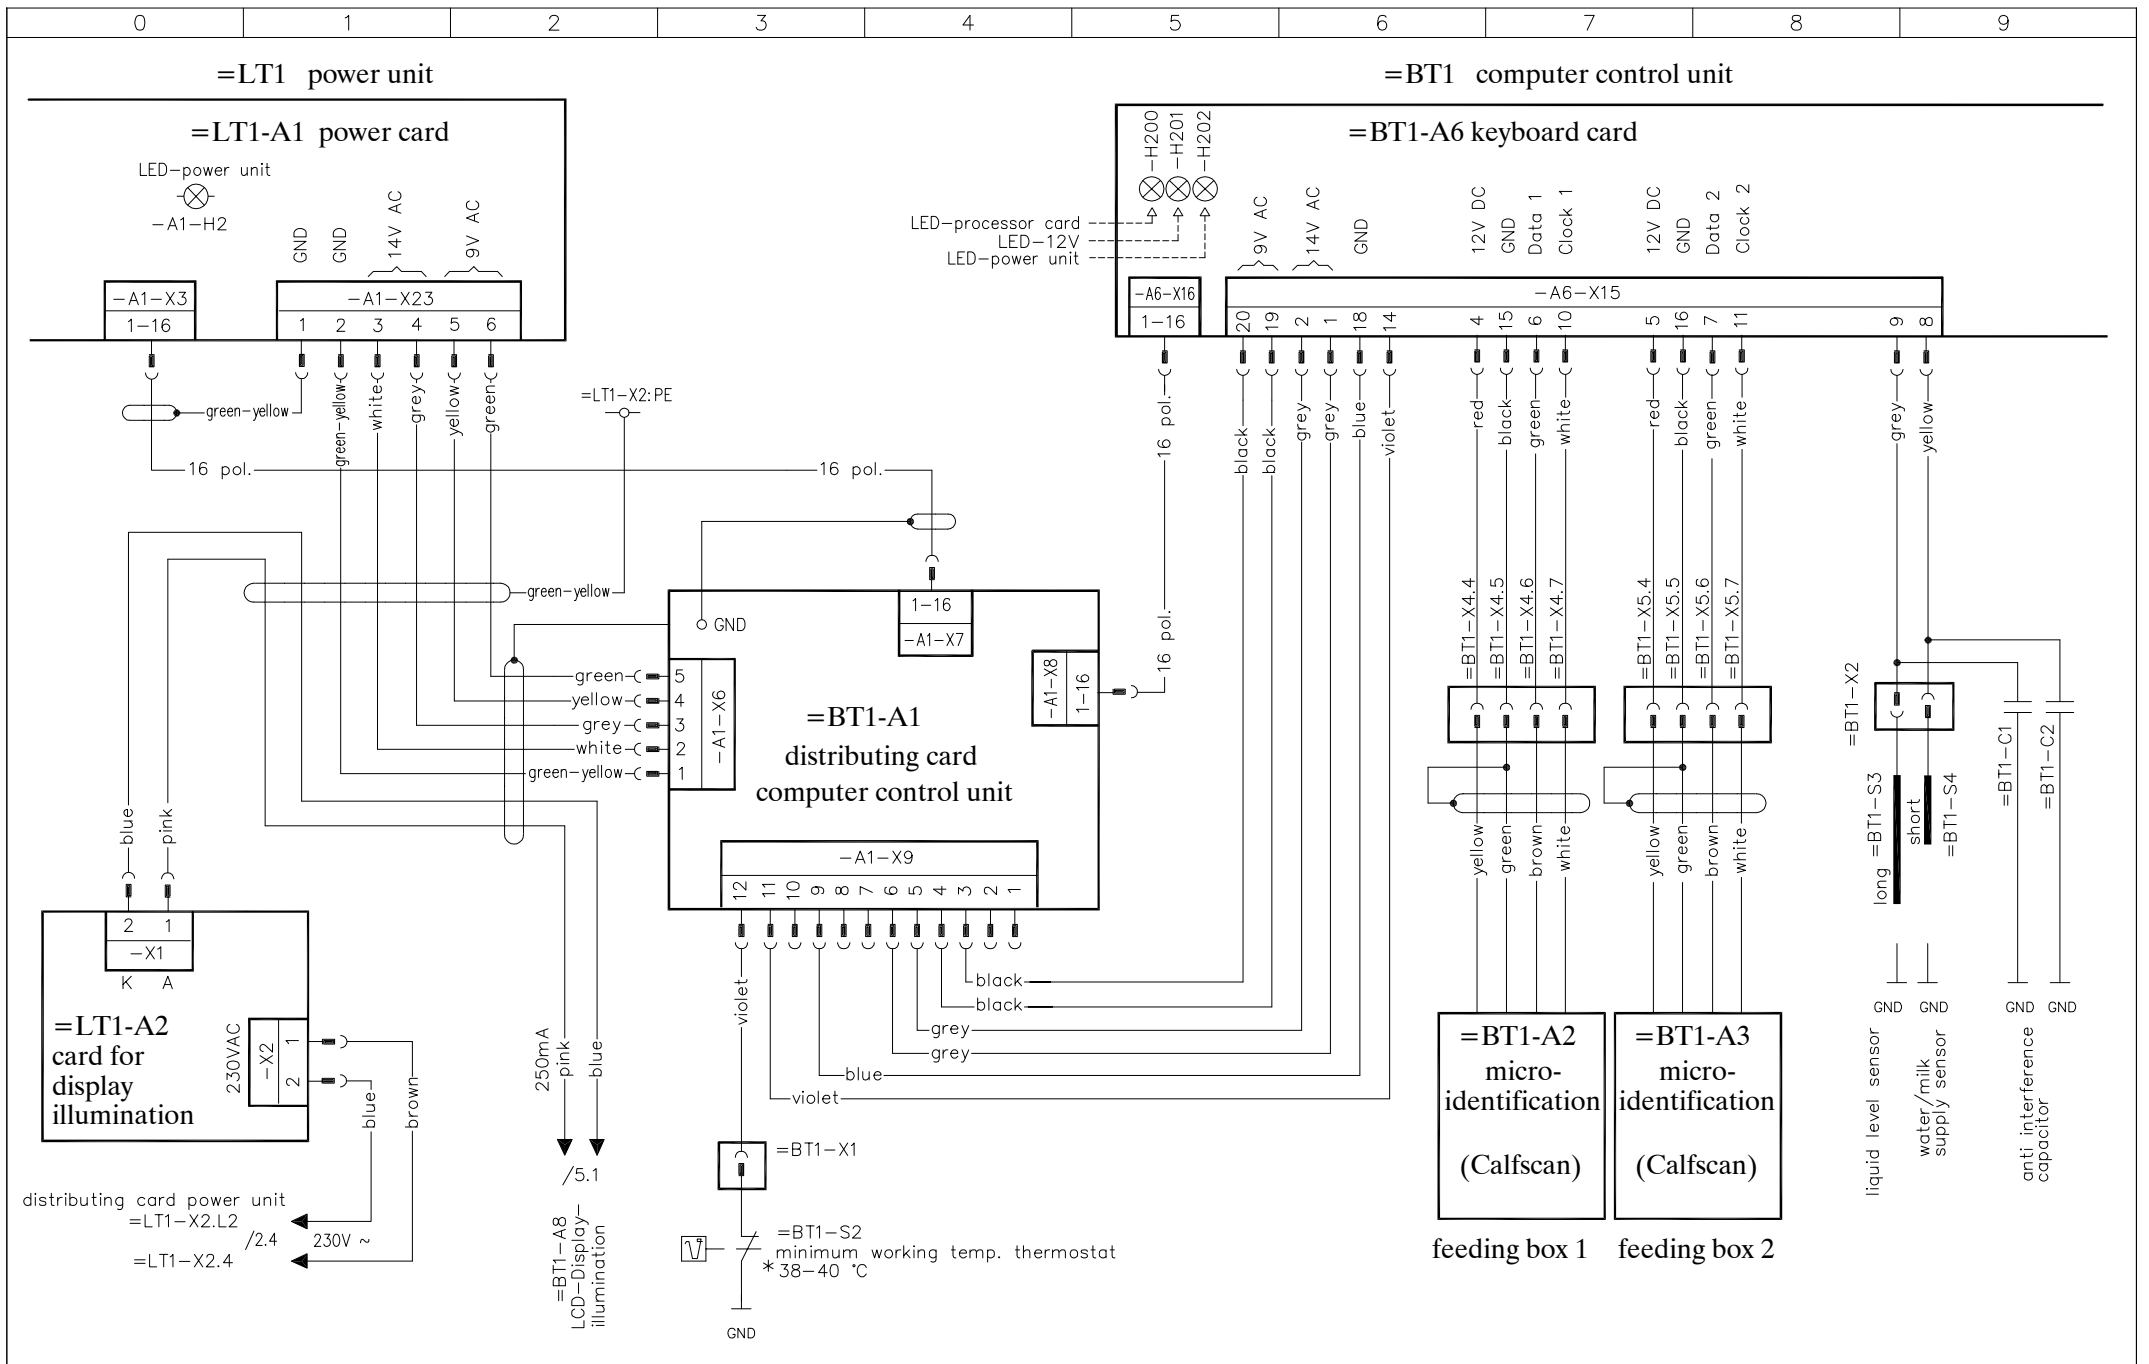 0 1 2 3 4 5 6 7 8 9
=LT1 power unit
=BT1 computer control unit
=LT1-A1 power card
LED-power unit
-A1-H2
GND
GND
14V AC
9V AC
-A1-X3
1-16
-A1-X23
1 2 3 4 5 6
green-yellow
green-yellow
white
grey
yellow
green
=LT1-X2:PE
16 pol.
16 pol.
green-yellow
-H200
-H201
-H202
=BT1-A6 keyboard card
LED-processor card
LED-12V
LED-power unit
9V AC
14V AC
GND
12V DC
GND
Data 1
Clock 1
12V DC
GND
Data 2
Clock 2
-A6-X16
1-16
-A6-X15
20 19 2 1 18 14 4 15 6 10 5 16 7 11 9 8
16 pol.
16 pol.
black
black
grey
grey
blue
violet
red
black
green
white
red
black
green
white
grey
yellow
GND
1-16
-A1-X7
-A1-X8
1-16
green
yellow
grey
white
green-yellow
5
4
3
2
1
-A1-X6
=BT1-A1
distributing card
computer control unit
-A1-X9
12 11 10 9 8 7 6 5 4 3 2 1
black
black
grey
grey
blue
violet
violet
=BT1-X1
=BT1-S2
minimum working temp. thermostat
* 38-40 °C
GND
blue
pink
2 1
-X1
K A
=LT1-A2
card for
display
illumination
230VAC
-X2
1
2
blue
brown
distributing card power unit
=LT1-X2.L2
/2.4
230V ~
=LT1-X2.4
250mA
pink
blue
/5.1
=BT1-A8
LCD-Display-
illumination
=BT1-X4.4
=BT1-X4.5
=BT1-X4.6
=BT1-X4.7
=BT1-X5.4
=BT1-X5.5
=BT1-X5.6
=BT1-X5.7
yellow
green
brown
white
yellow
green
brown
white
=BT1-A2
micro-
identification
(Calfscan)
feeding box 1
=BT1-A3
micro-
identification
(Calfscan)
feeding box 2
=BT1-X2
long
=BT1-S3
short
=BT1-S4
=BT1-C1
=BT1-C2
GND
GND
GND
GND
liquid level sensor
water/milk
supply sensor
anti interference
capacitor